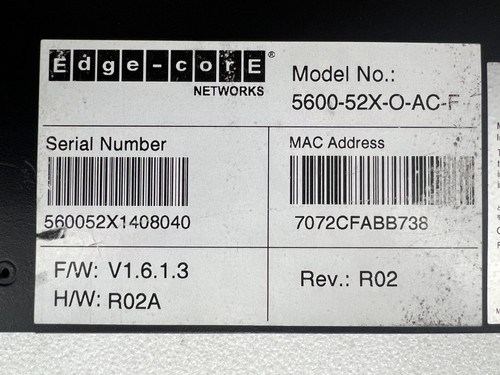 Edge-corE®
NETWORKS
Model No.:
5600-52X-O-AC-F
Serial Number
560052X1408040
MAC Address
7072CFABB738
F/W: V1.6.1.3
H/W: R02A
Rev.: R02